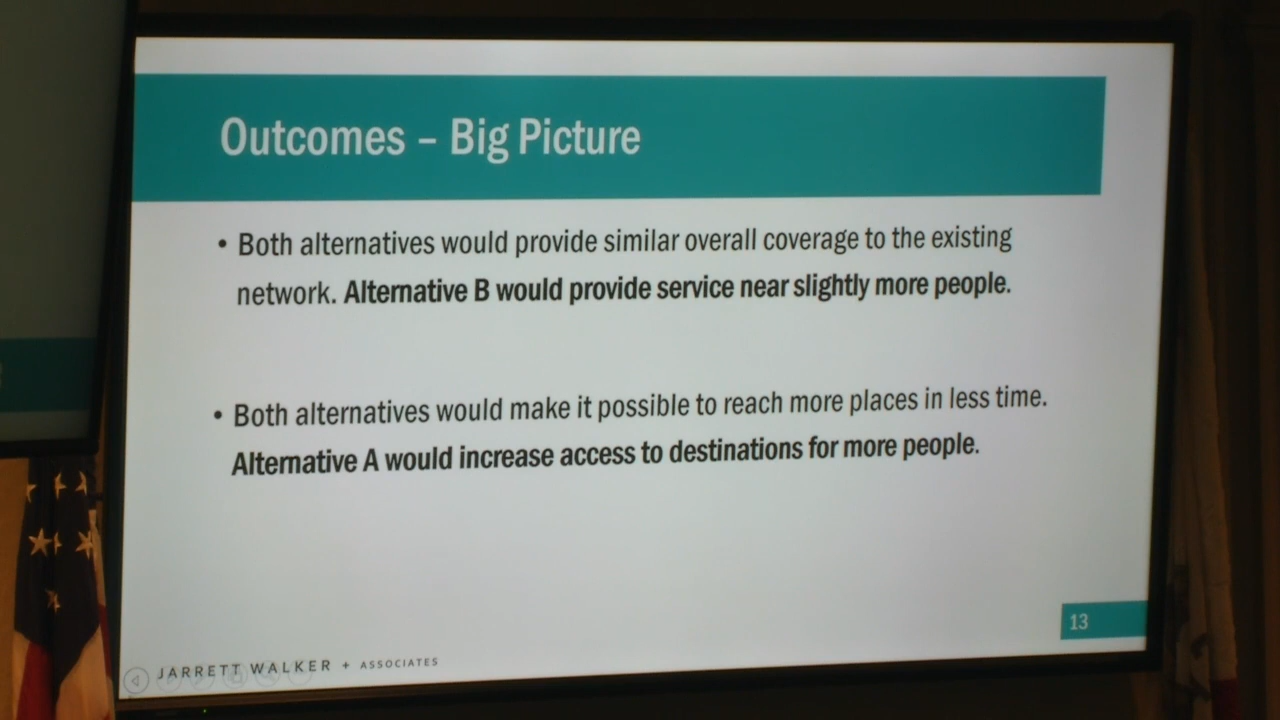 Outcomes – Big Picture
• Both alternatives would provide similar overall coverage to the existing
network. Alternative B would provide service near slightly more people.
• Both alternatives would make it possible to reach more places in less time.
Alternative A would increase access to destinations for more people.
13
JARRETT WALKER + ASSOCIATES